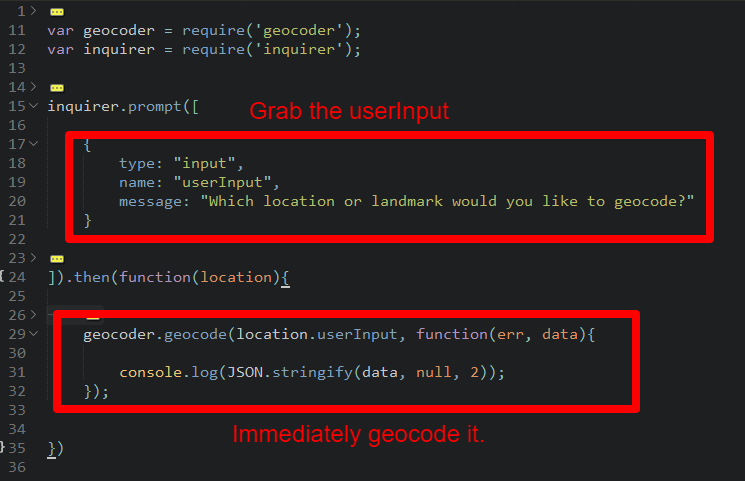 1
11 var geocoder = require('geocoder');
12 var inquirer = require('inquirer');
13
14
15 inquirer.prompt([
Grab the userInput
16
17 {
18 type: "input",
19 name: "userInput",
20 message: "Which location or landmark would you like to geocode?"
21 }
22
23
{ 24 ]).then(function(location){
25
26
29 geocoder.geocode(location.userInput, function(err, data){
30
31 console.log(JSON.stringify(data, null, 2));
32 });
33
Immediately geocode it.
34
} 35 })
36